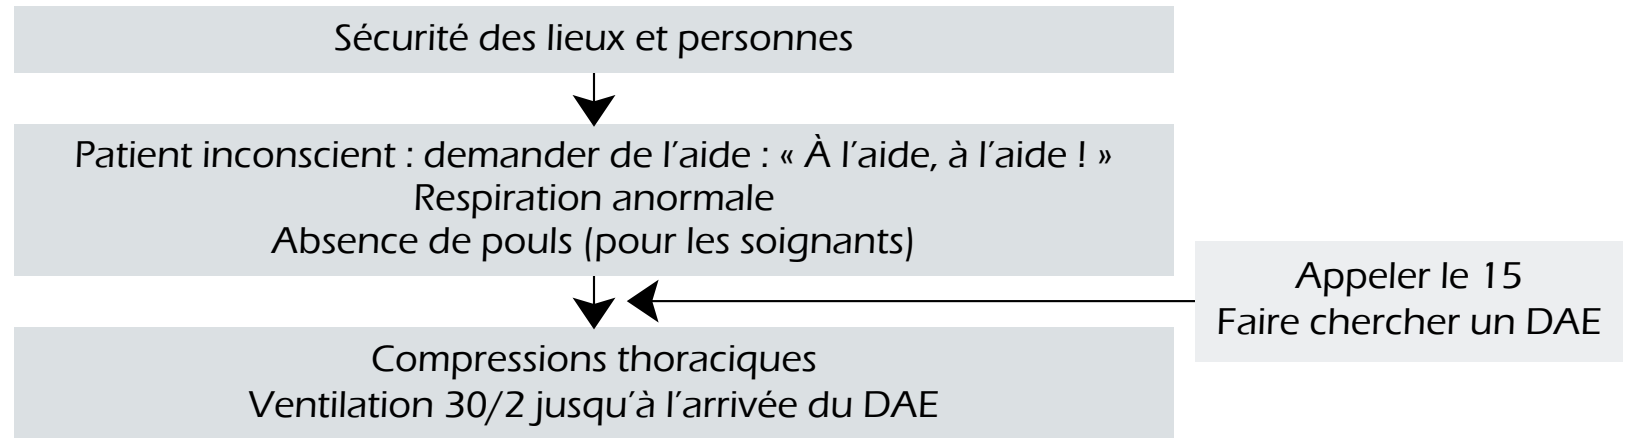 Sécurité des lieux et personnes
Patient inconscient : demander de l’aide : « À l’aide, à l’aide ! »
Respiration anormale
Absence de pouls (pour les soignants)
Appeler le 15
Faire chercher un DAE
Compressions thoraciques
Ventilation 30/2 jusqu’à l’arrivée du DAE